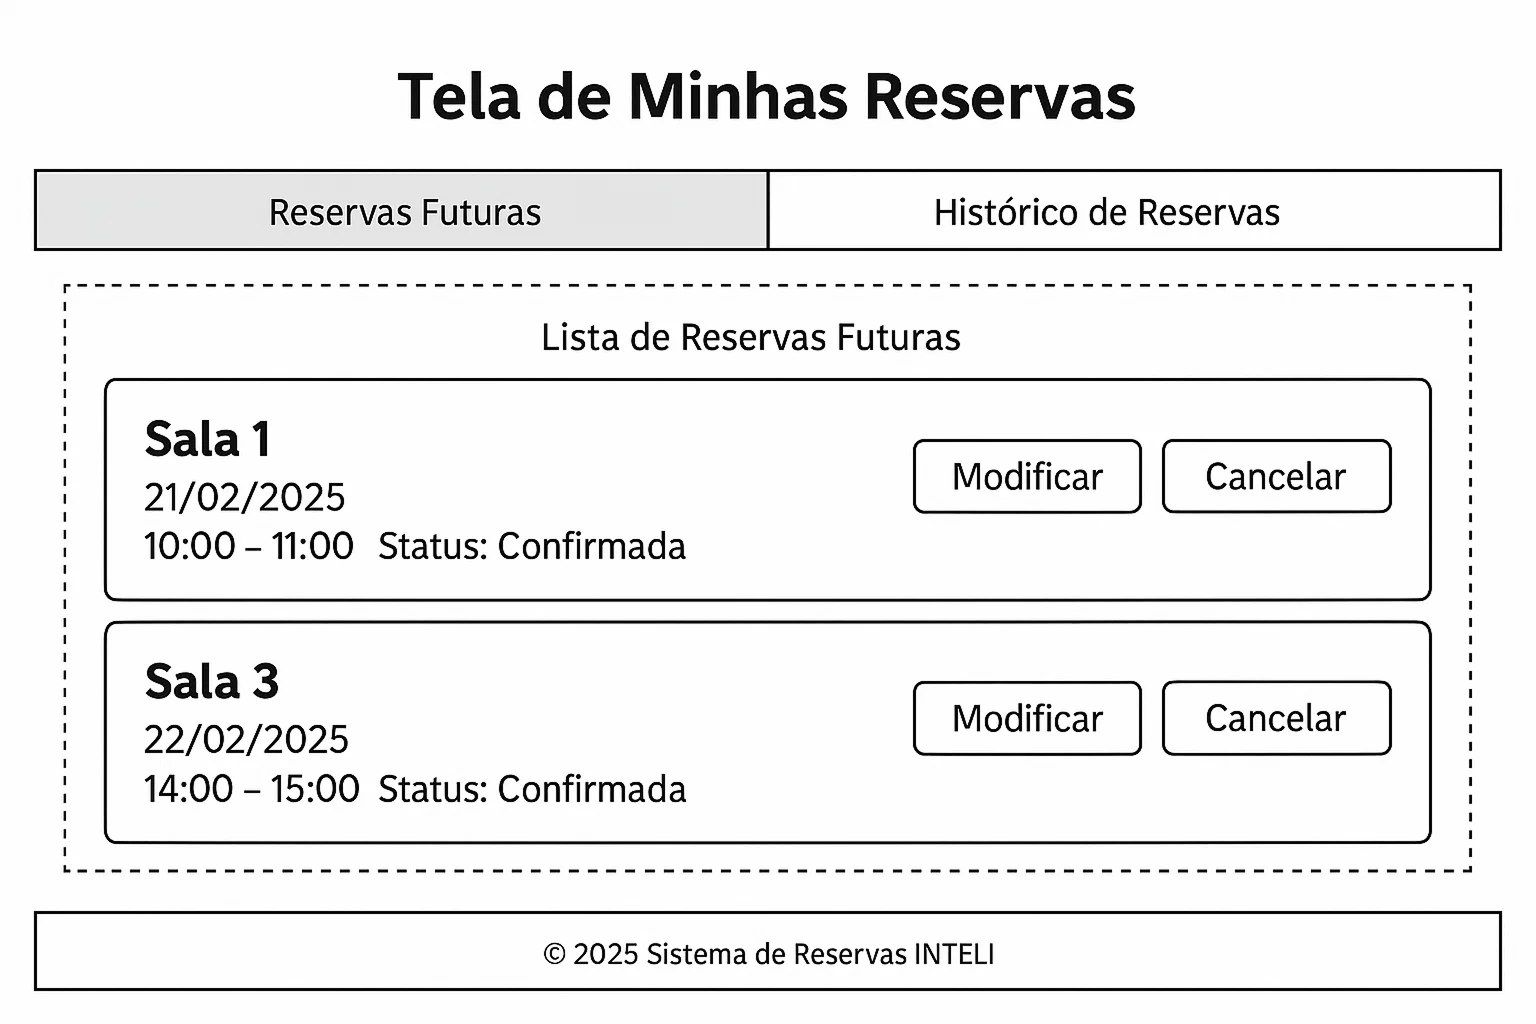 Tela de Minhas Reservas
Reservas Futuras
Histórico de Reservas
Lista de Reservas Futuras
Sala 1
21/02/2025
10:00 – 11:00 Status: Confirmada
Modificar
Cancelar
Sala 3
22/02/2025
14:00 – 15:00 Status: Confirmada
Modificar
Cancelar
© 2025 Sistema de Reservas INTELI